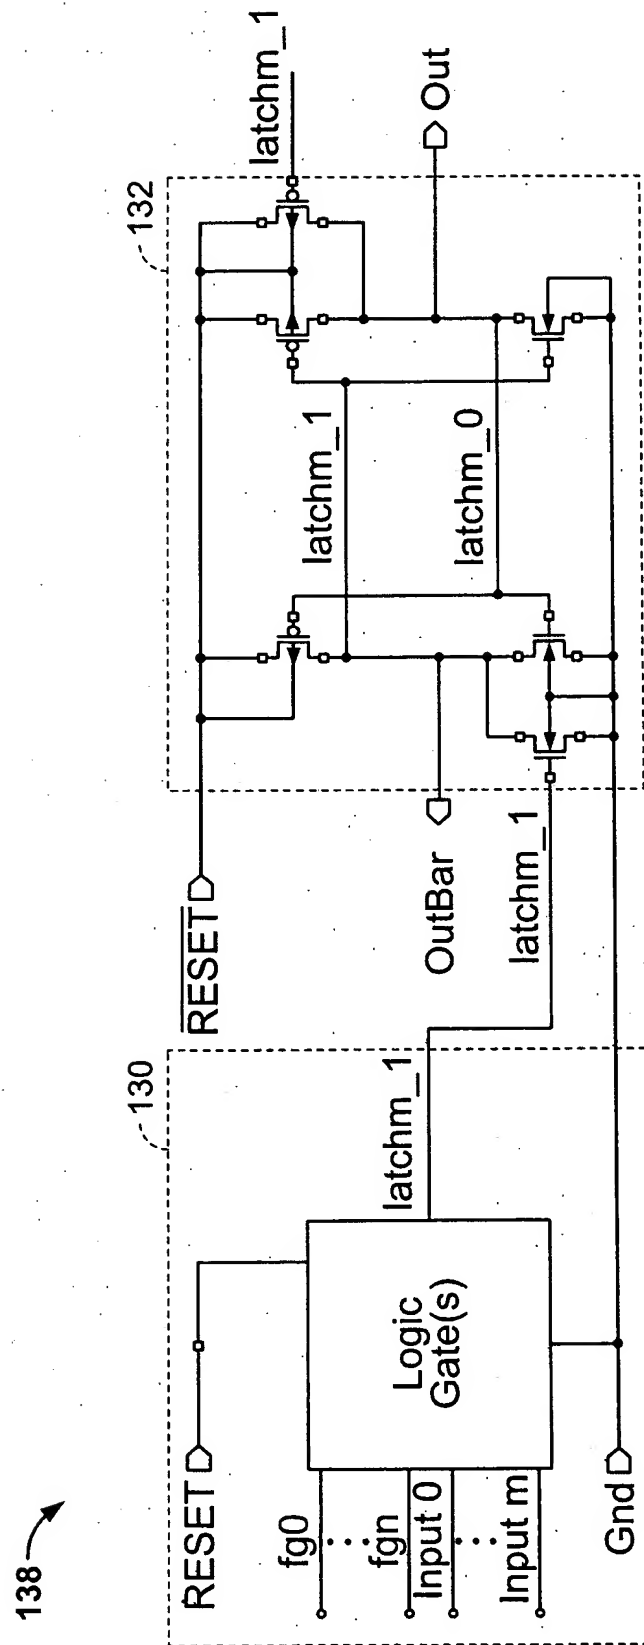 138
130
132
RESET
R̅E̅S̅E̅T̅
latchm_1
fg0
fgn
Input 0
Input m
Logic
Gate(s)
latchm_1
OutBar
latchm_1
latchm_1
latchm_0
Out
Gnd